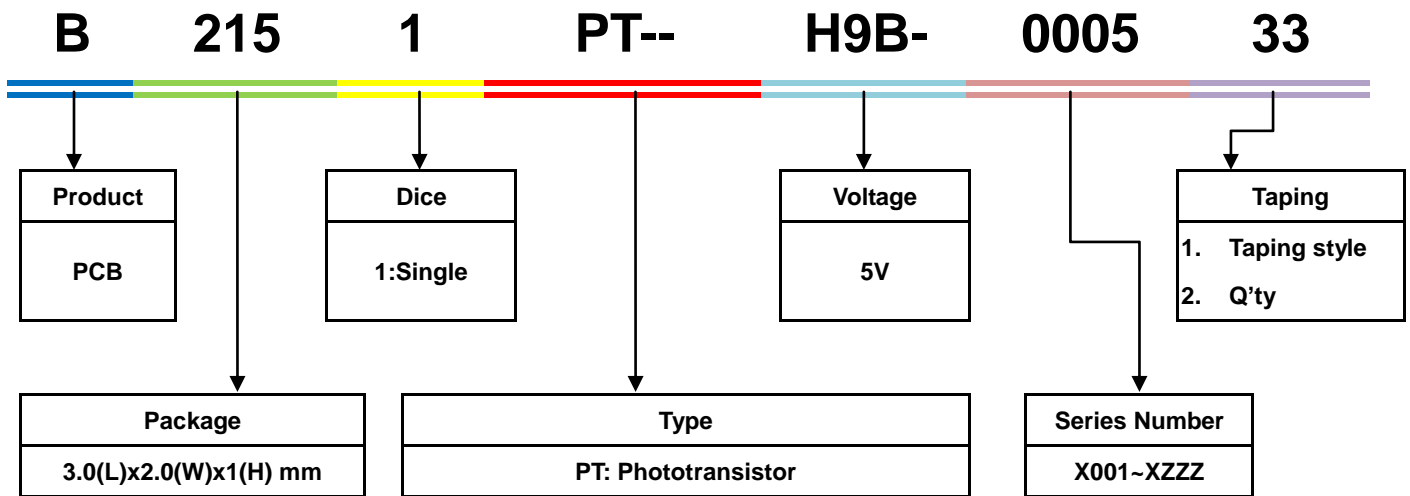 B 215 1 PT-- H9B- 0005 33
Product
PCB
Dice
1:Single
Voltage
5V
Taping
1. Taping style
2. Q’ty
Package
3.0(L)x2.0(W)x1(H) mm
Type
PT: Phototransistor
Series Number
X001~XZZZ